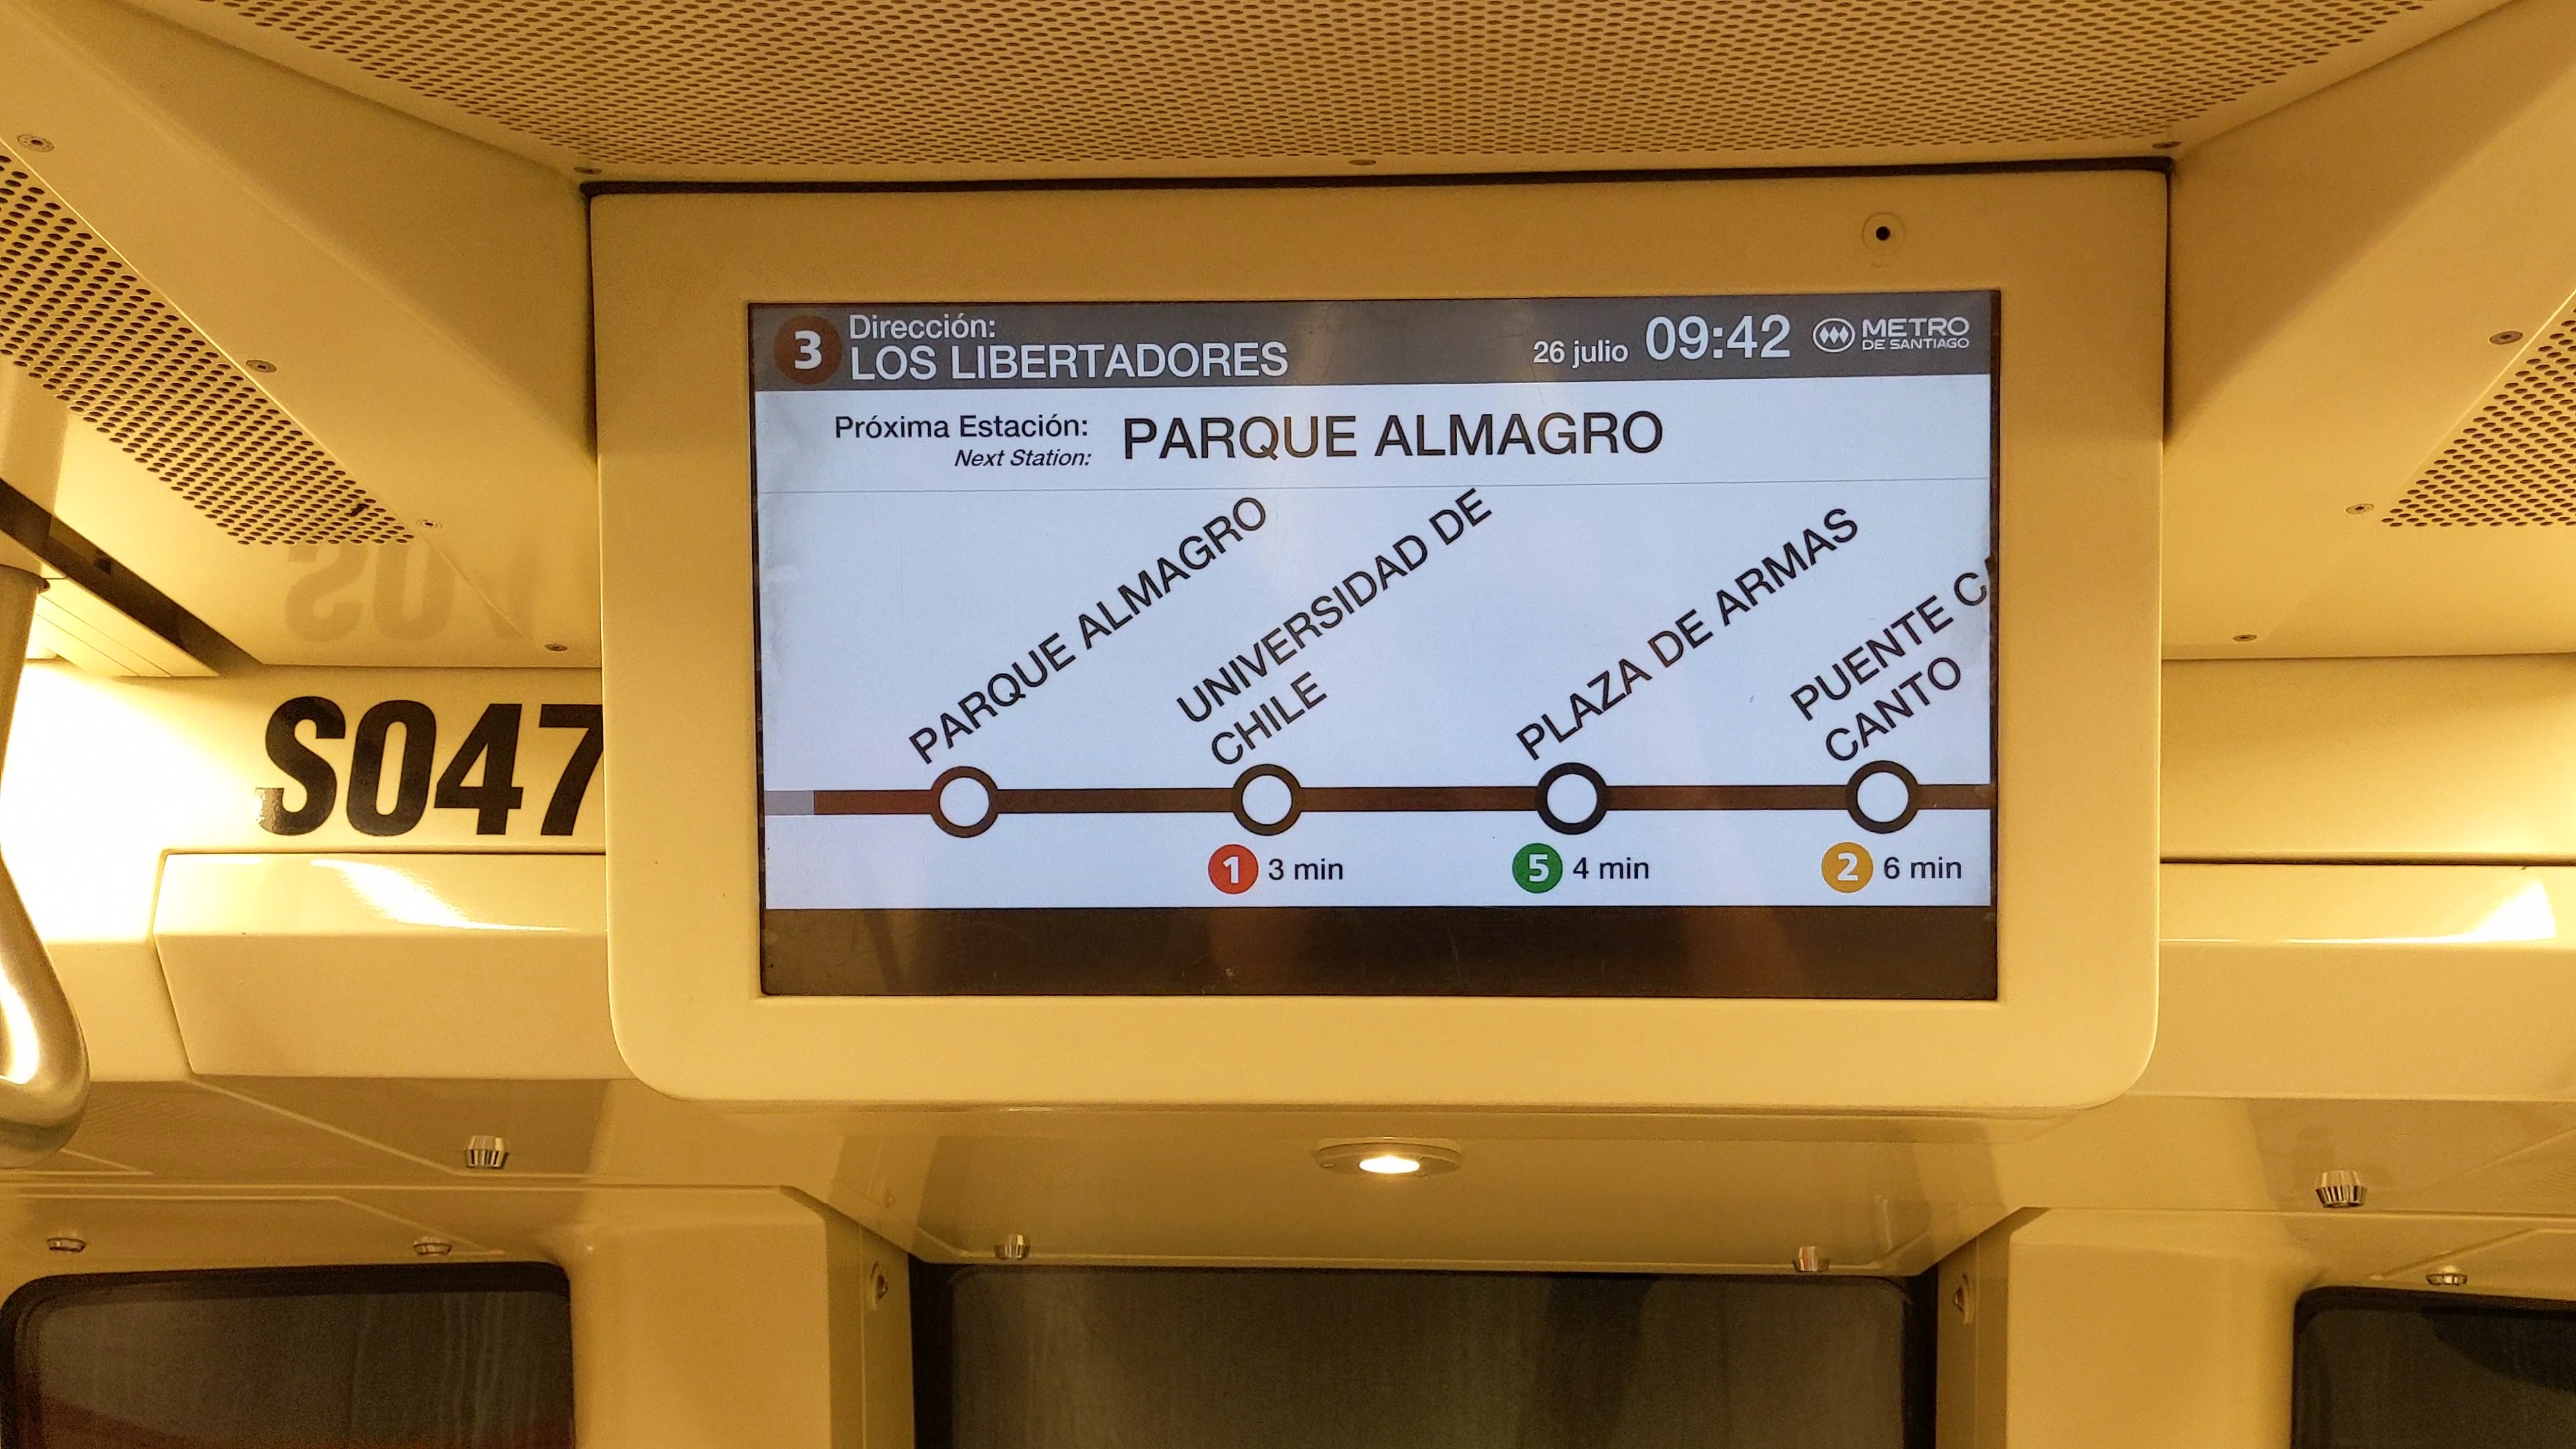 3
Dirección:
LOS LIBERTADORES
26 julio 09:42
METRO
DE SANTIAGO
Próxima Estación:
Next Station:
PARQUE ALMAGRO
PARQUE ALMAGRO
UNIVERSIDAD DE
CHILE
PLAZA DE ARMAS
PUENTE
CANTO
1 3 min
5 4 min
2 6 min
S047